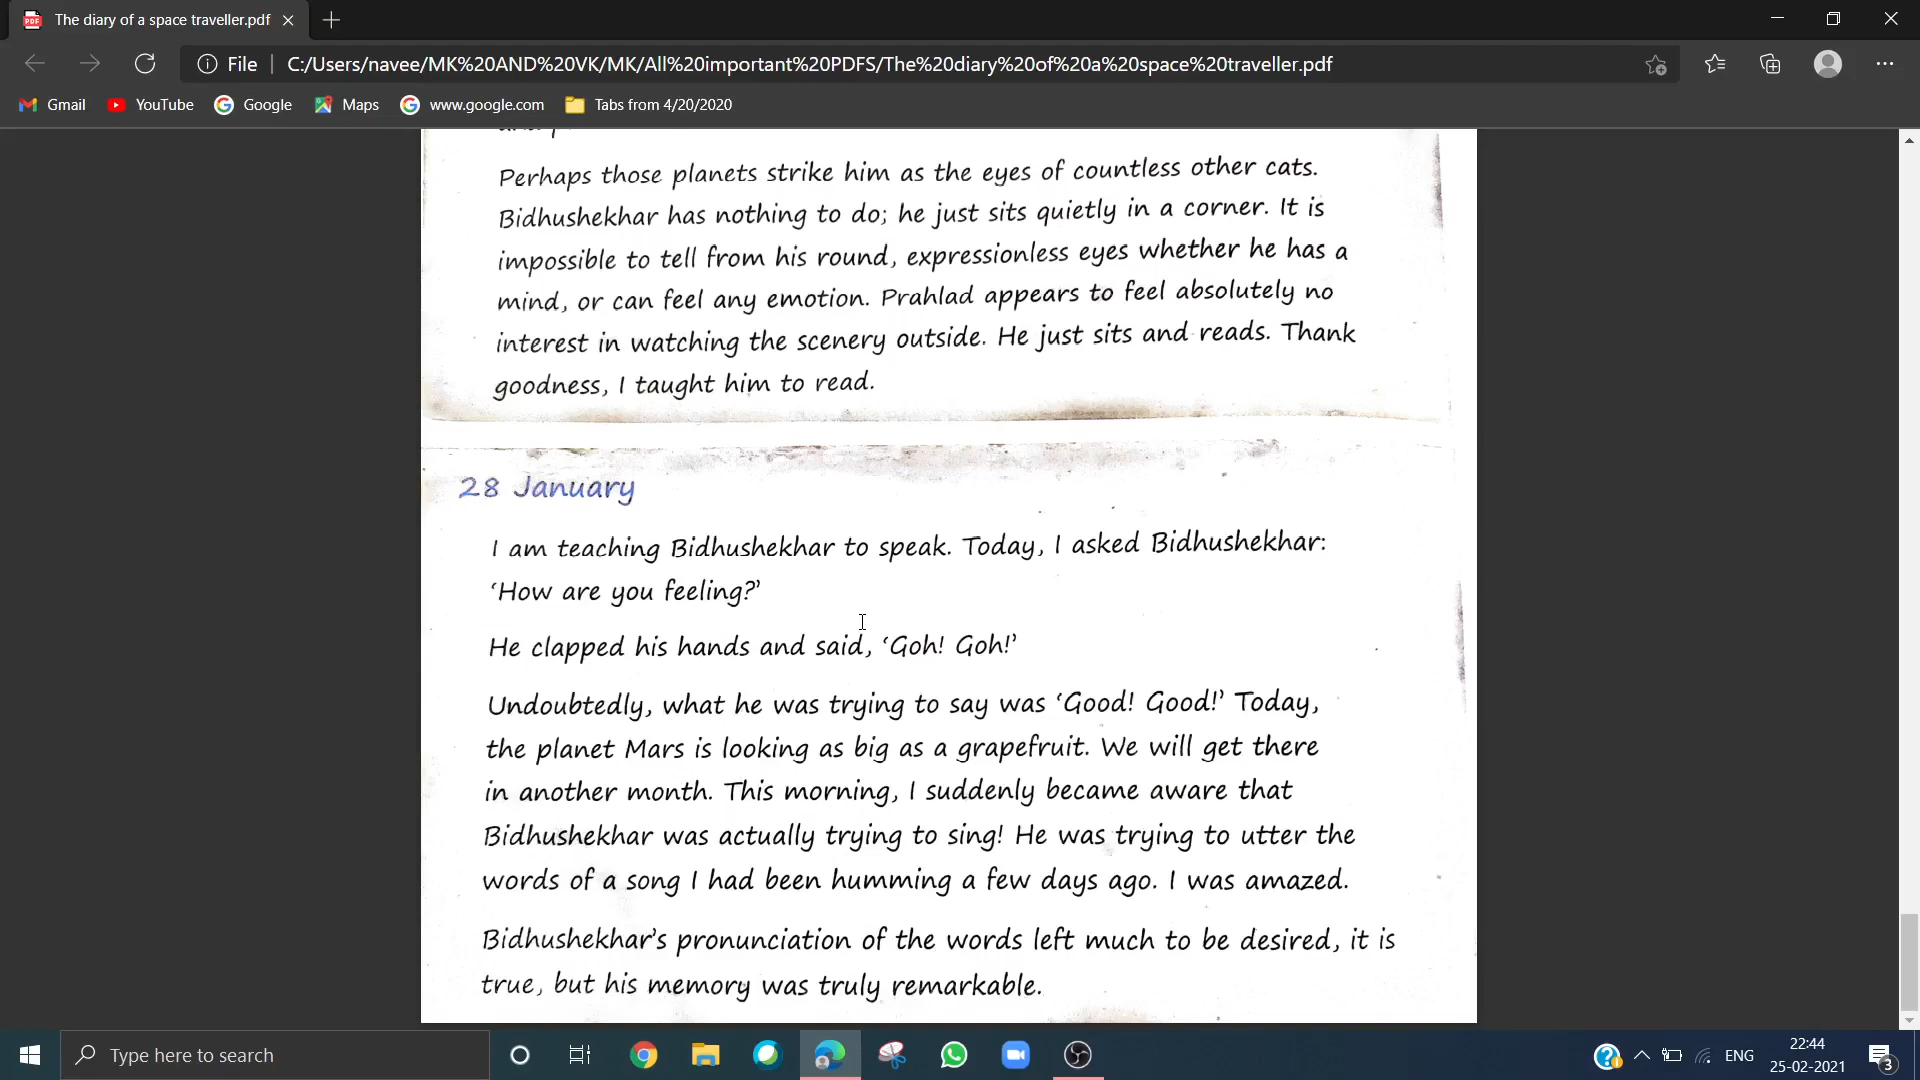 The diary of a space traveller.pdf
File
C:/Users/navee/MK%20AND%20VK/MK/All%20important%20PDFS/The%20diary%20of%20a%20space%20traveller.pdf
Gmail YouTube Google Maps www.google.com Tabs from 4/20/2020
Perhaps those planets strike him as the eyes of countless other cats.
Bidhushekhar has nothing to do; he just sits quietly in a corner. It is
impossible to tell from his round, expressionless eyes whether he has a
mind, or can feel any emotion. Prahlad appears to feel absolutely no
interest in watching the scenery outside. He just sits and reads. Thank
goodness, I taught him to read.
28 January
I am teaching Bidhushekhar to speak. Today, I asked Bidhushekhar:
‘How are you feeling?’
He clapped his hands and said, ‘Goh! Goh!’
Undoubtedly, what he was trying to say was ‘Good! Good!’ Today,
the planet Mars is looking as big as a grapefruit. We will get there
in another month. This morning, I suddenly became aware that
Bidhushekhar was actually trying to sing! He was trying to utter the
words of a song I had been humming a few days ago. I was amazed.
Bidhushekhar’s pronunciation of the words left much to be desired, it is
true, but his memory was truly remarkable.
Type here to search
ENG
22:44
25-02-2021
3